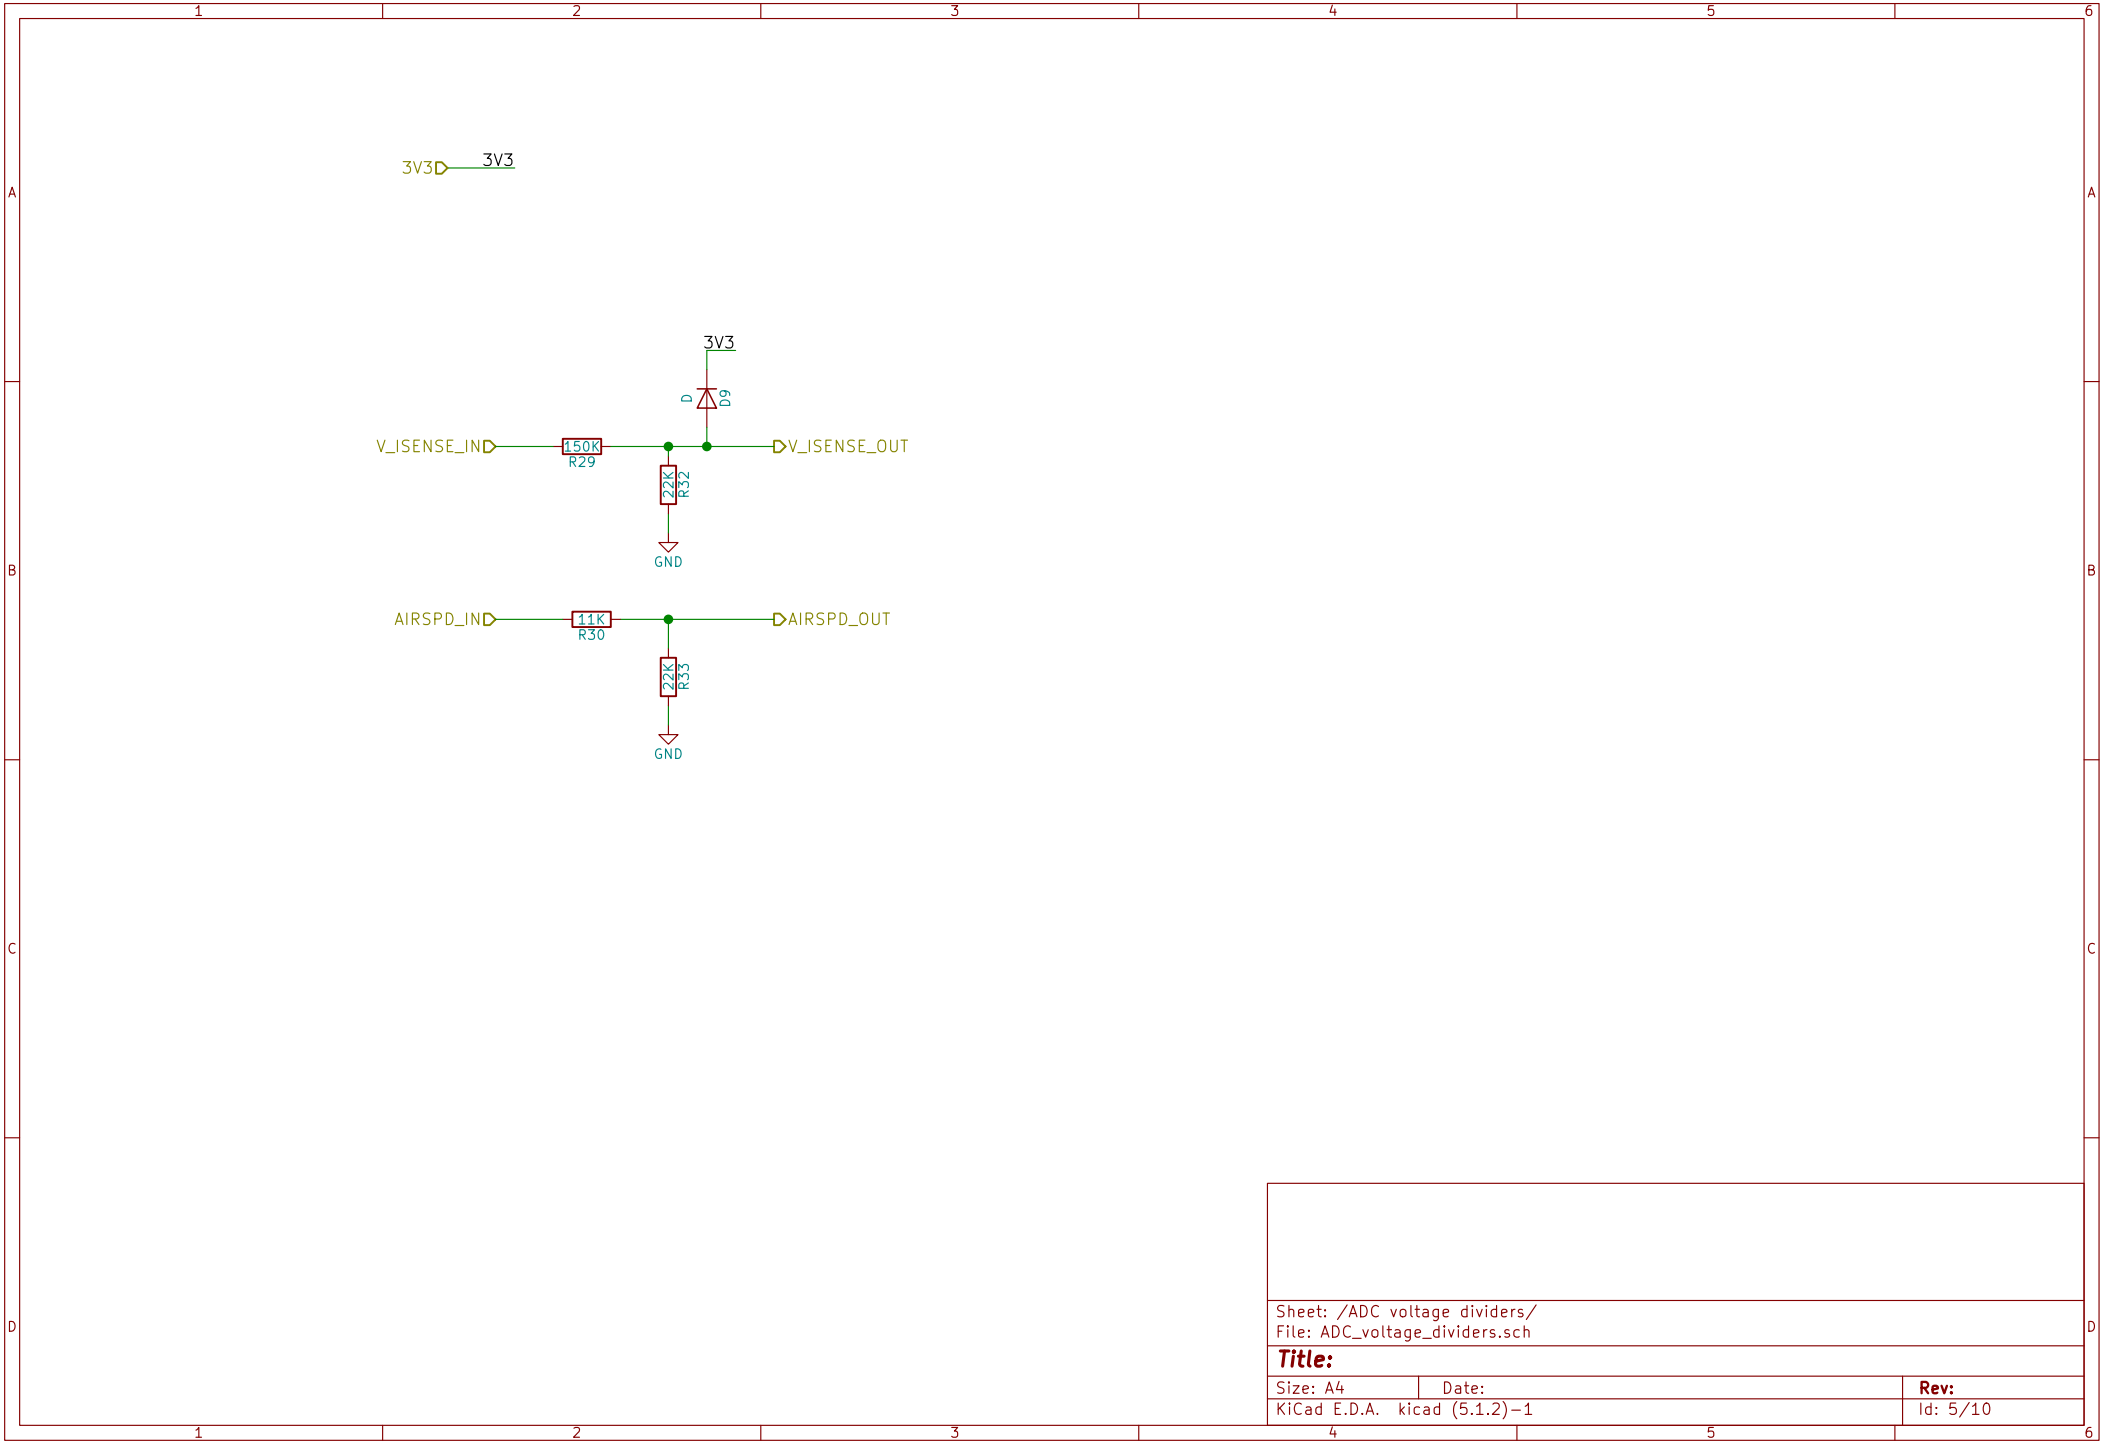 1 2 3 4 5 6
3V3 3V3
A A
3V3
D D9
V_ISENSE_IN 150K V_ISENSE_OUT
R29
22K R32
GND
B B
AIRSPD_IN 11K AIRSPD_OUT
R30
22K R33
GND
C C
Sheet: /ADC voltage dividers/
D D
File: ADC_voltage_dividers.sch
Title:
Size: A4 Date: Rev:
KiCad E.D.A. kicad (5.1.2)-1 Id: 5/10
1 2 3 4 5 6